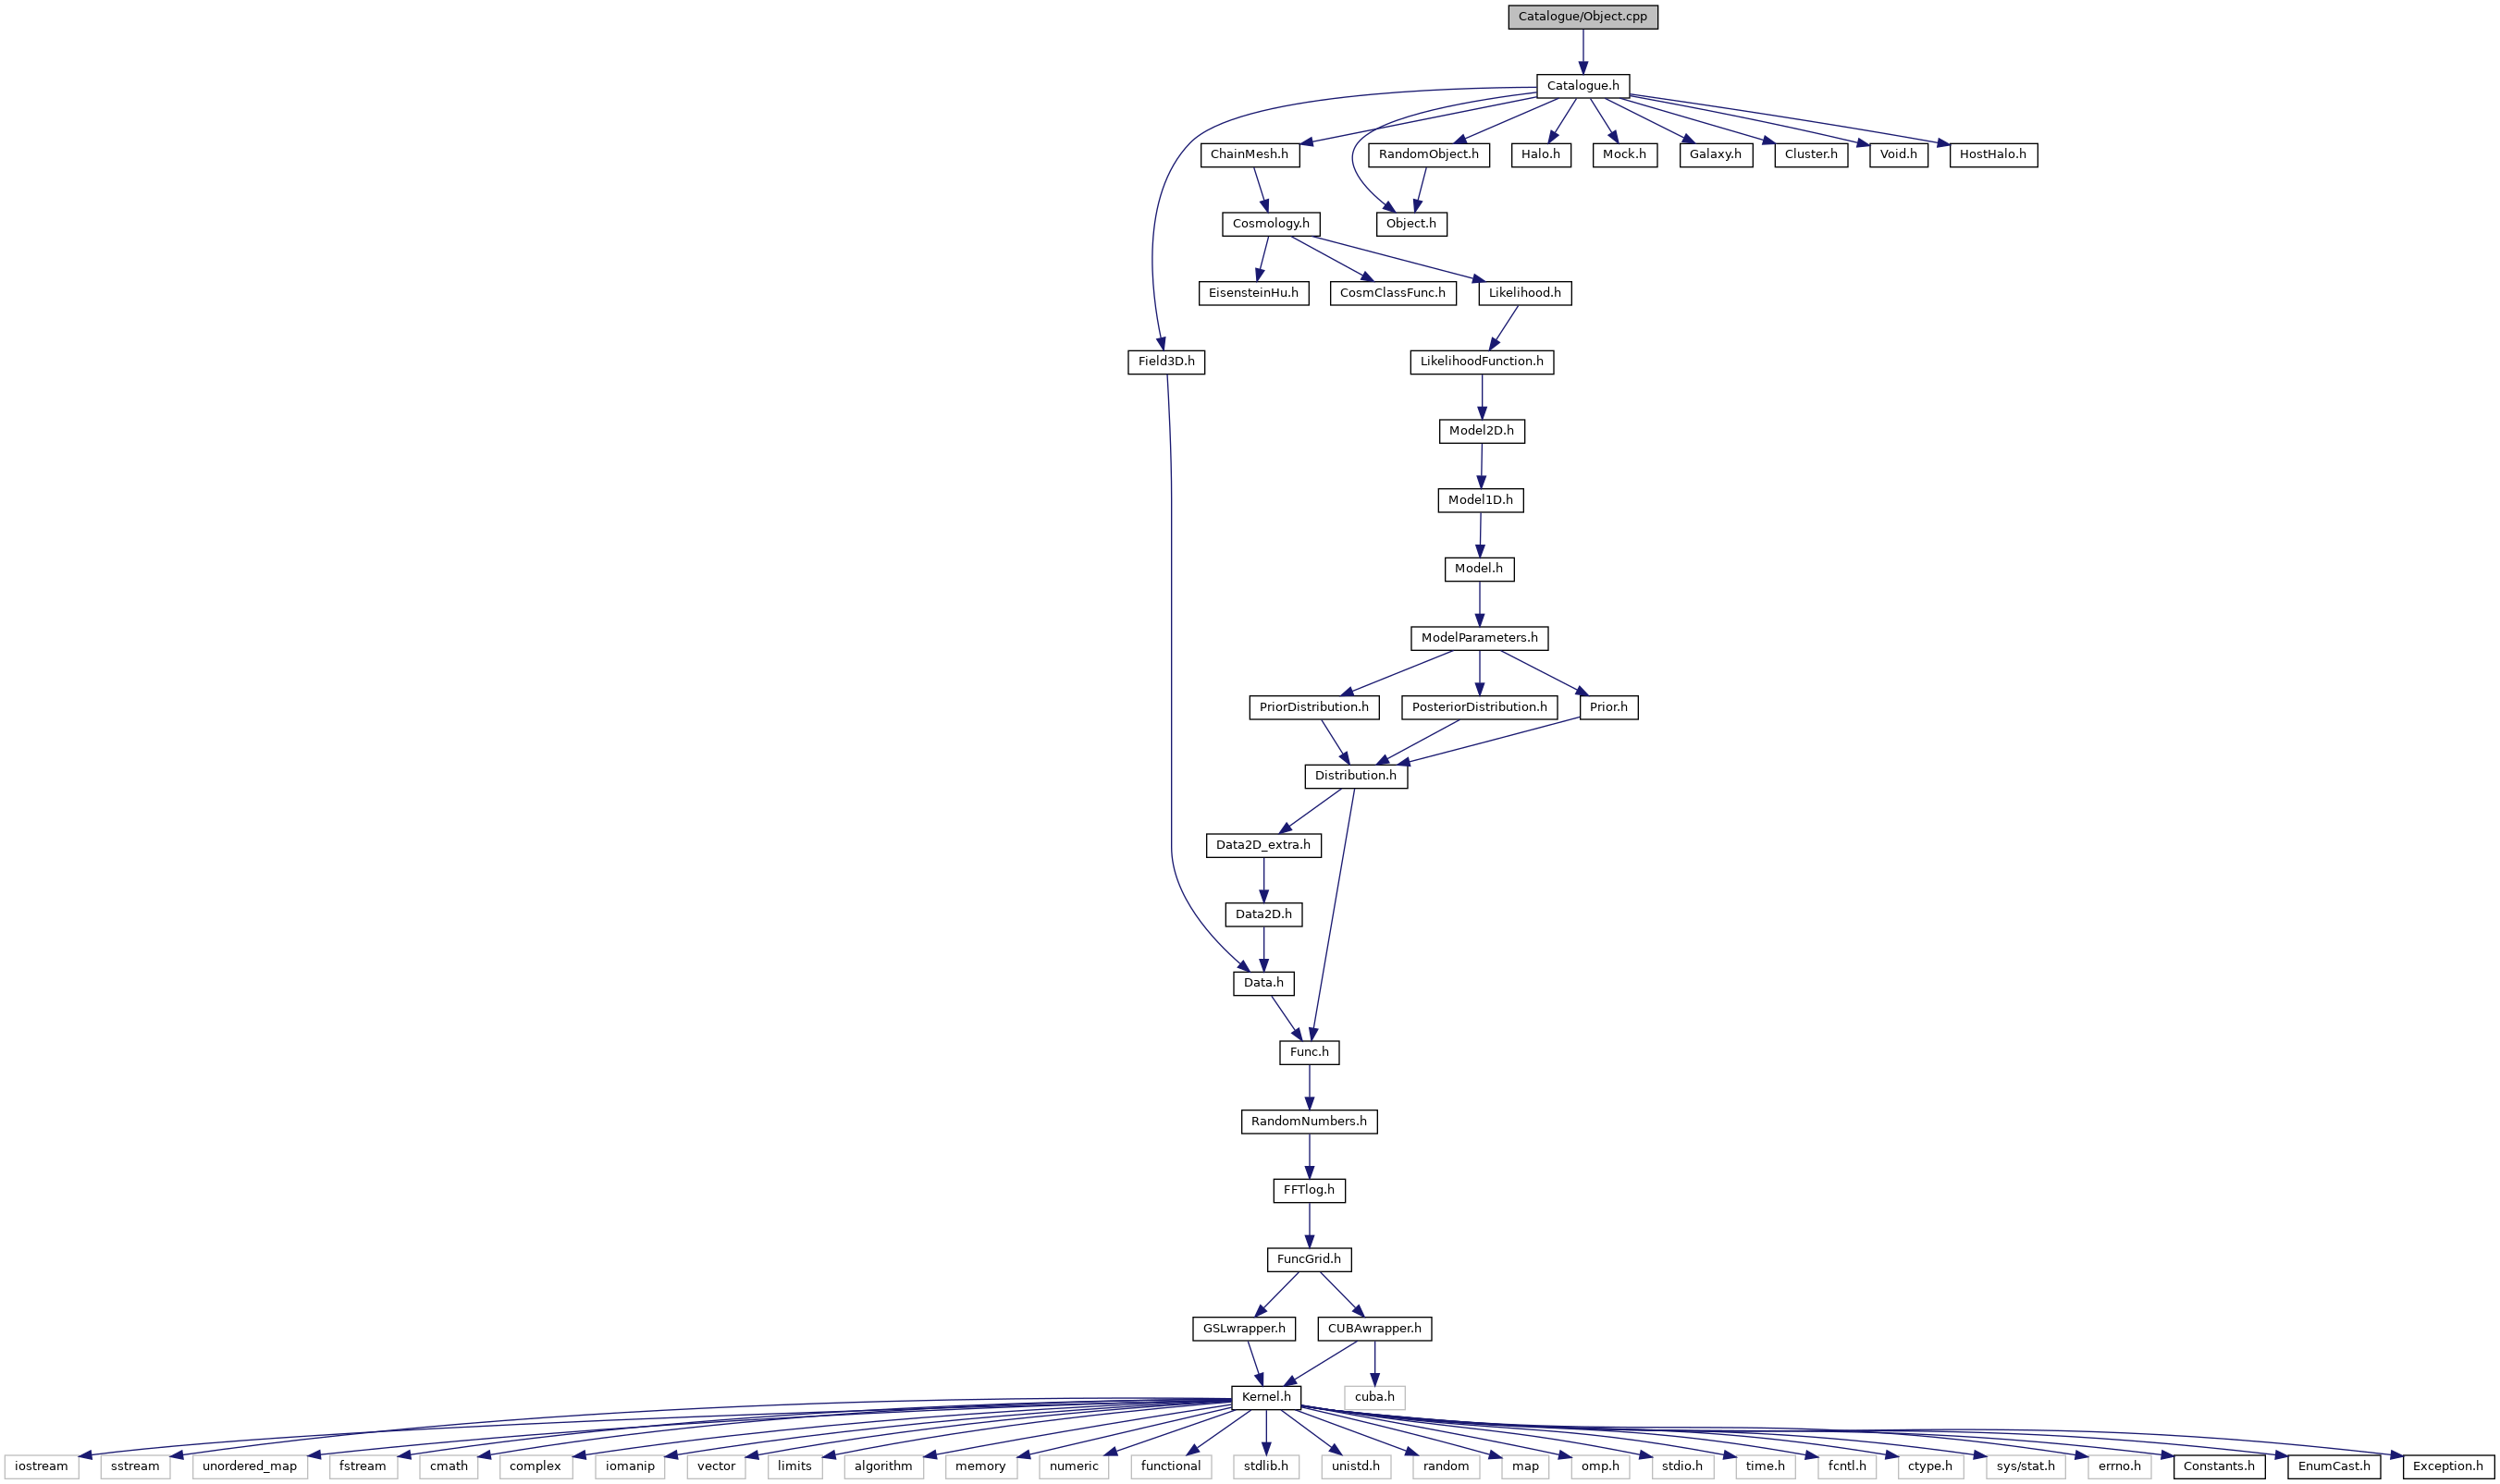 Catalogue/Object.cpp
Catalogue.h
ChainMesh.h
RandomObject.h
Halo.h
Mock.h
Galaxy.h
Cluster.h
Void.h
HostHalo.h
Cosmology.h
Object.h
EisensteinHu.h
CosmClassFunc.h
Likelihood.h
Field3D.h
LikelihoodFunction.h
Model2D.h
Model1D.h
Model.h
ModelParameters.h
PriorDistribution.h
PosteriorDistribution.h
Prior.h
Distribution.h
Data2D_extra.h
Data2D.h
Data.h
Func.h
RandomNumbers.h
FFTlog.h
FuncGrid.h
GSLwrapper.h
CUBAwrapper.h
Kernel.h
cuba.h
iostream
sstream
unordered_map
fstream
cmath
complex
iomanip
vector
limits
algorithm
memory
numeric
functional
stdlib.h
unistd.h
random
map
omp.h
stdio.h
time.h
fcntl.h
ctype.h
sys/stat.h
errno.h
Constants.h
EnumCast.h
Exception.h